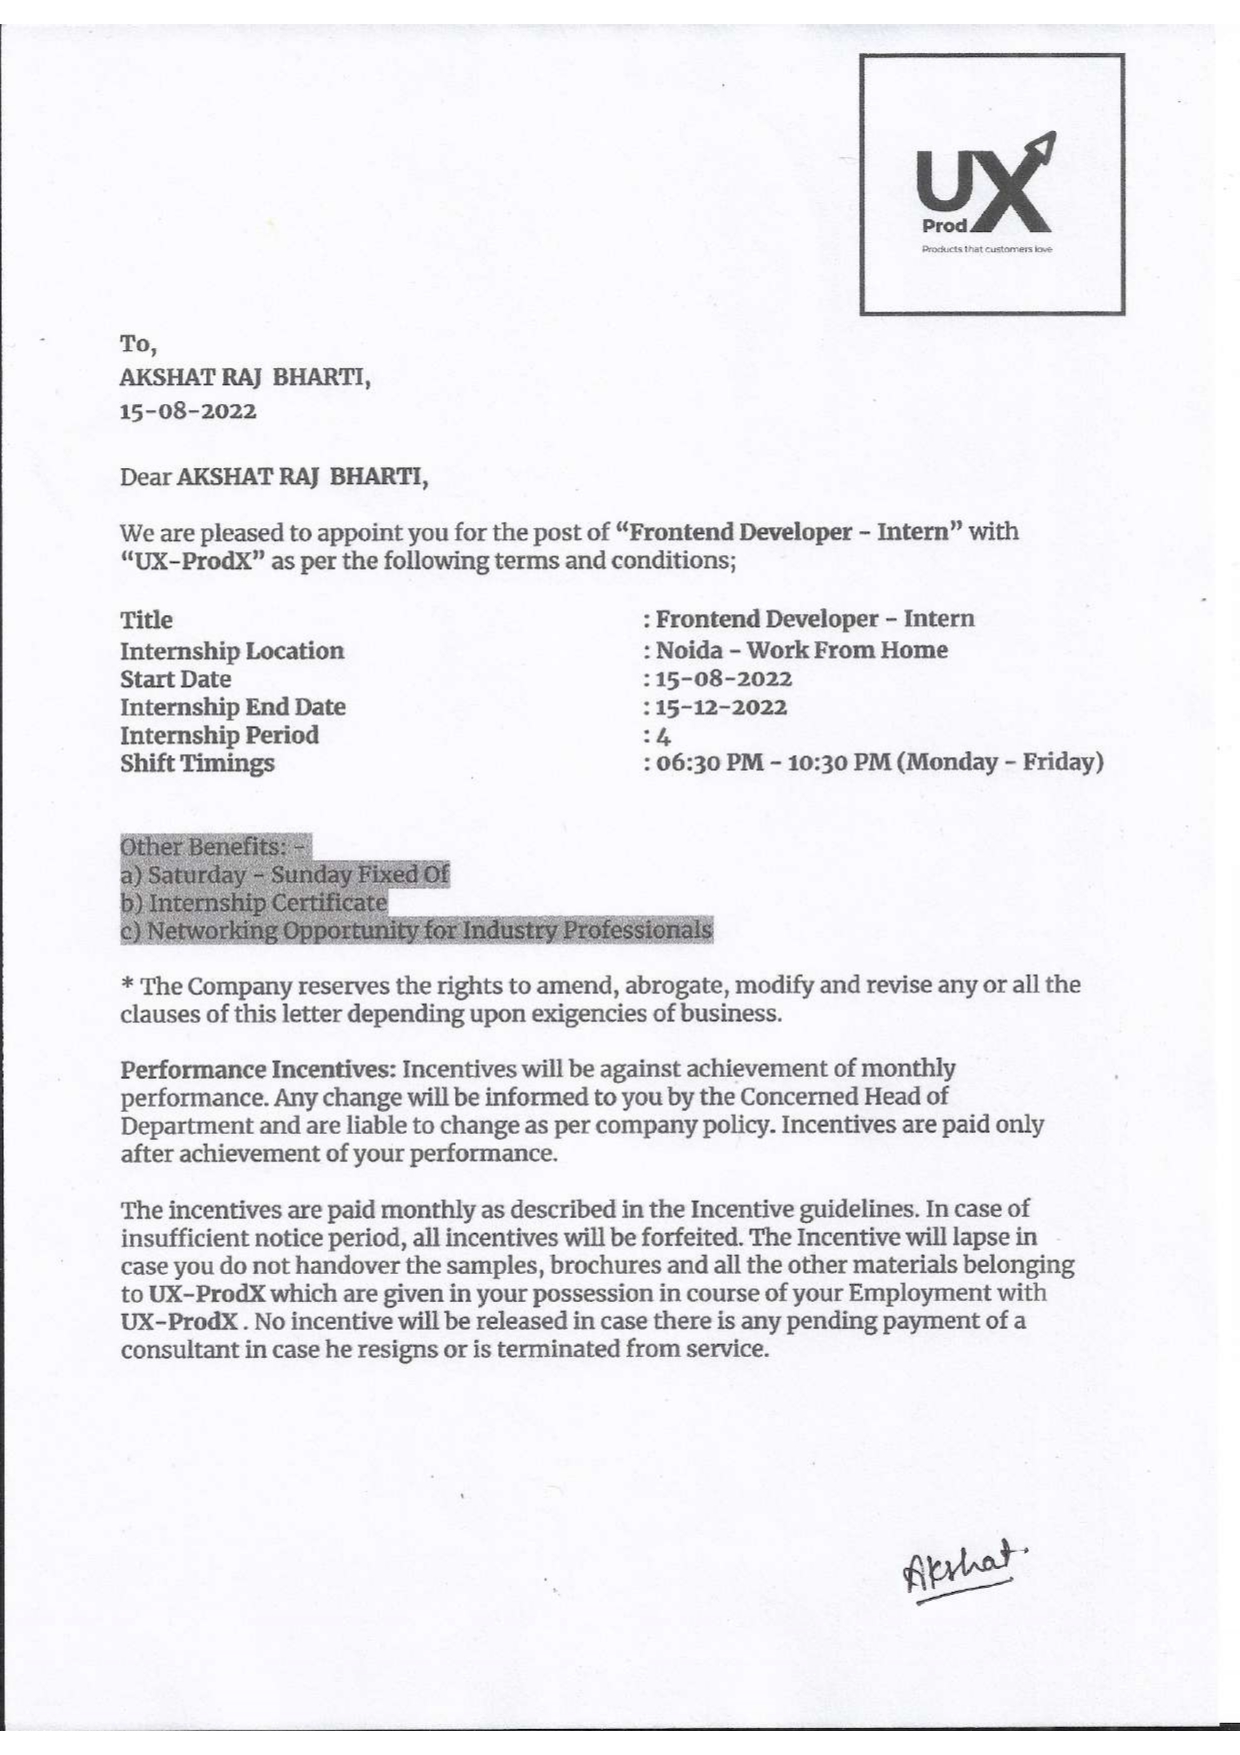 UX
Prod
Products that customers love
To,
AKSHAT RAJ BHARTI,
15-08-2022
Dear AKSHAT RAJ BHARTI,
We are pleased to appoint you for the post of “Frontend Developer – Intern” with
“UX-ProdX” as per the following terms and conditions;
Title : Frontend Developer – Intern
Internship Location : Noida – Work From Home
Start Date : 15-08-2022
Internship End Date : 15-12-2022
Internship Period : 4
Shift Timings : 06:30 PM – 10:30 PM (Monday – Friday)
Other Benefits: -
a) Saturday – Sunday Fixed Of
b) Internship Certificate
c) Networking Opportunity for Industry Professionals
* The Company reserves the rights to amend, abrogate, modify and revise any or all the
clauses of this letter depending upon exigencies of business.
Performance Incentives: Incentives will be against achievement of monthly
performance. Any change will be informed to you by the Concerned Head of
Department and are liable to change as per company policy. Incentives are paid only
after achievement of your performance.
The incentives are paid monthly as described in the Incentive guidelines. In case of
insufficient notice period, all incentives will be forfeited. The Incentive will lapse in
case you do not handover the samples, brochures and all the other materials belonging
to UX-ProdX which are given in your possession in course of your Employment with
UX-ProdX . No incentive will be released in case there is any pending payment of a
consultant in case he resigns or is terminated from service.
Akshat.